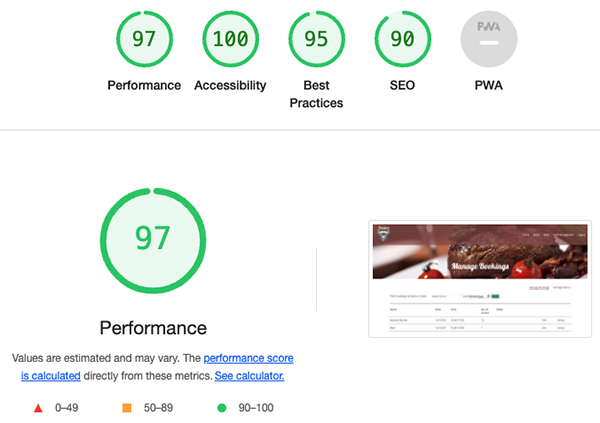 97
100
95
90
PWA
Performance
Accessibility
Best
Practices
SEO
PWA
97
Manage Bookings
Performance
Values are estimated and may vary. The performance score
is calculated directly from these metrics. See calculator.
0–49
50–89
90–100